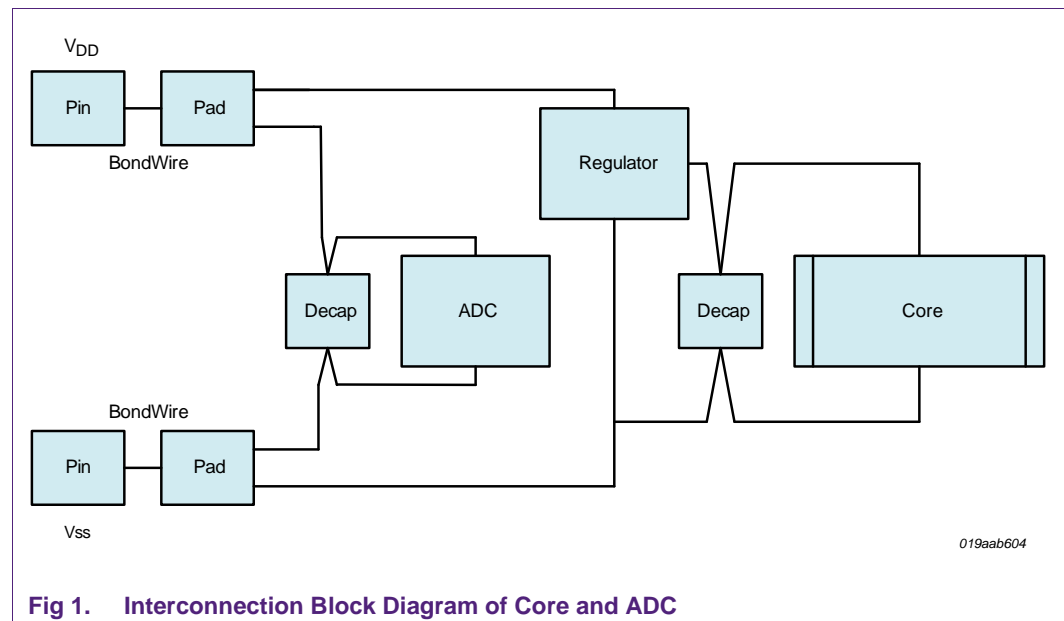 VDD
Pin
Pad
BondWire
Regulator
Decap
ADC
Decap
Core
BondWire
Pin
Pad
Vss
019aab604
Fig 1. Interconnection Block Diagram of Core and ADC